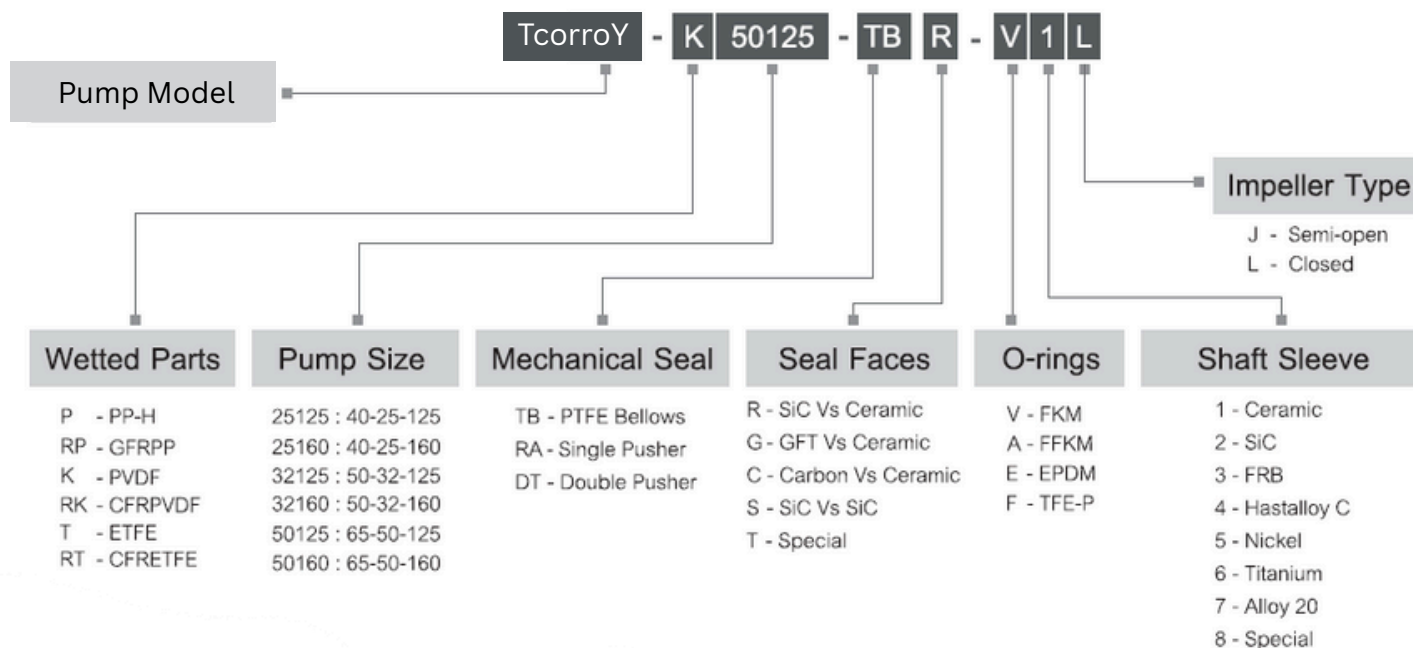 TcorroY - K 50125 - TB R - V 1 L
Pump Model
Impeller Type
J - Semi-open
L - Closed
Wetted Parts
P - PP-H
RP - GFRPP
K - PVDF
RK - CFRPVDF
T - ETFE
RT - CFRETFE
Pump Size
25125 : 40-25-125
25160 : 40-25-160
32125 : 50-32-125
32160 : 50-32-160
50125 : 65-50-125
50160 : 65-50-160
Mechanical Seal
TB - PTFE Bellows
RA - Single Pusher
DT - Double Pusher
Seal Faces
R - SiC Vs Ceramic
G - GFT Vs Ceramic
C - Carbon Vs Ceramic
S - SiC Vs SiC
T - Special
O-rings
V - FKM
A - FFKM
E - EPDM
F - TFE-P
Shaft Sleeve
1 - Ceramic
2 - SiC
3 - FRB
4 - Hastalloy C
5 - Nickel
6 - Titanium
7 - Alloy 20
8 - Special